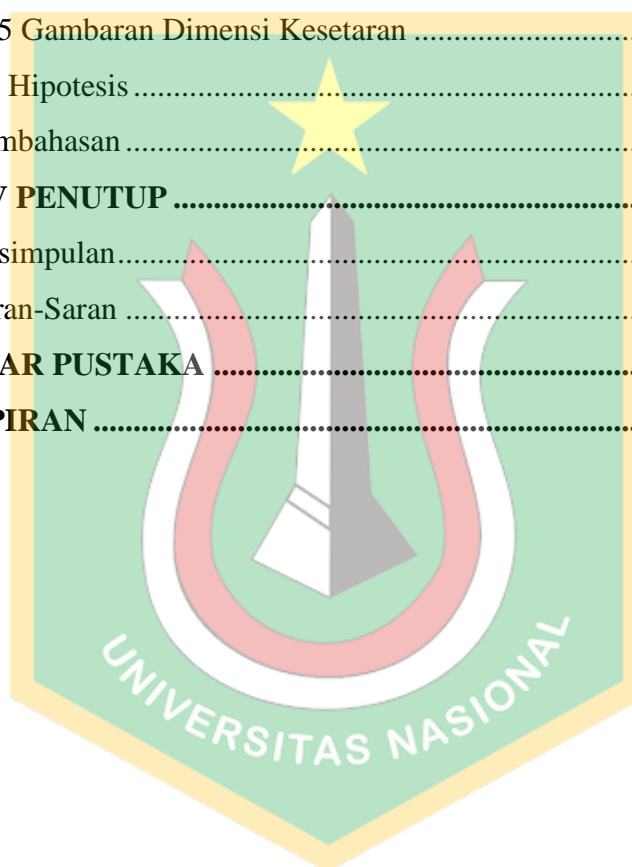 5 Gambaran Dimensi Kesetaran ..............................
Hipotesis ..................................................................
mbahasan ..................................................................
V PENUTUP ..............................................................
simpulan ..................................................................
ran-Saran ..................................................................
AR PUSTAKA ..........................................................
PIRAN .......................................................................
UNIVERSITAS NASIONAL